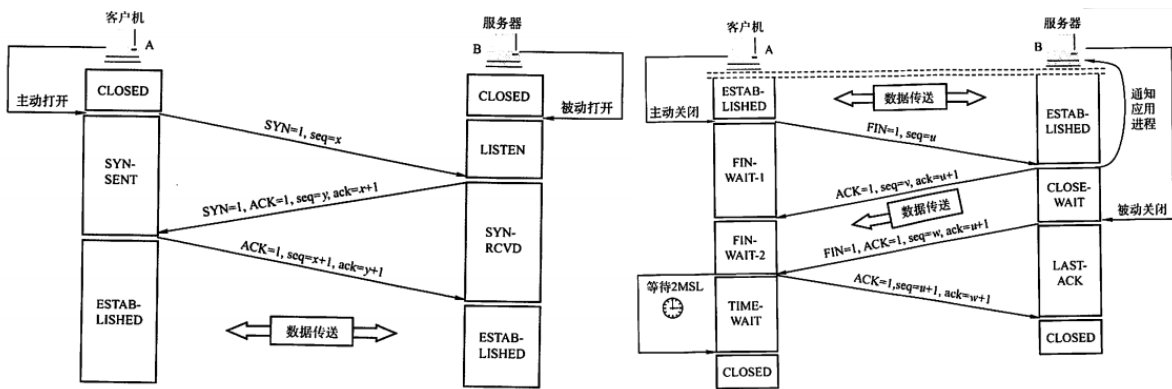 客户机
A
服务器
B
主动打开
CLOSED
CLOSED
被动打开
SYN=1, seq=x
LISTEN
SYN-
SENT
SYN=1, ACK=1, seq=y, ack=x+1
SYN-
RCVD
ACK=1, seq=x+1, ack=y+1
ESTAB-
LISHED
数据传送
ESTAB-
LISHED
客户机
A
服务器
B
通知
应用
进程
ESTAB-
LISHED
数据传送
ESTAB-
LISHED
主动关闭
FIN=1, seq=u
FIN-
WAIT-1
ACK=1, seq=v, ack=u+1
CLOSE-
WAIT
数据传送
被动关闭
FIN-
WAIT-2
FIN=1, ACK=1, seq=w, ack=u+1
LAST-
ACK
等待2MSL
ACK=1,seq=u+1, ack=w+1
TIME-
WAIT
CLOSED
CLOSED